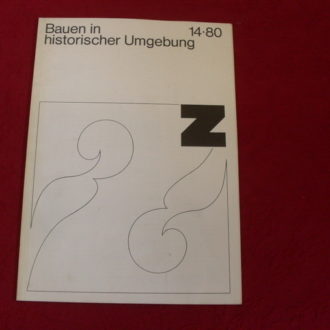 Bauen in 14·80
historischer Umgebung
Z